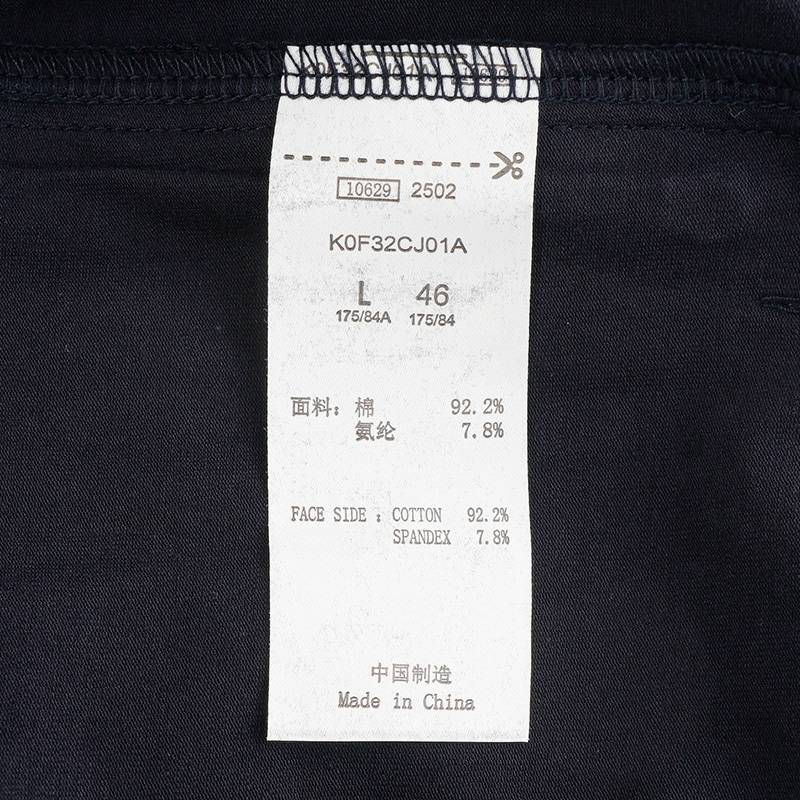 10629 2502
K0F32CJ01A
L 46
175/84A 175/84
面料：棉 92.2%
氨纶 7.8%
FACE SIDE : COTTON 92.2%
SPANDEX 7.8%
中国制造
Made in China